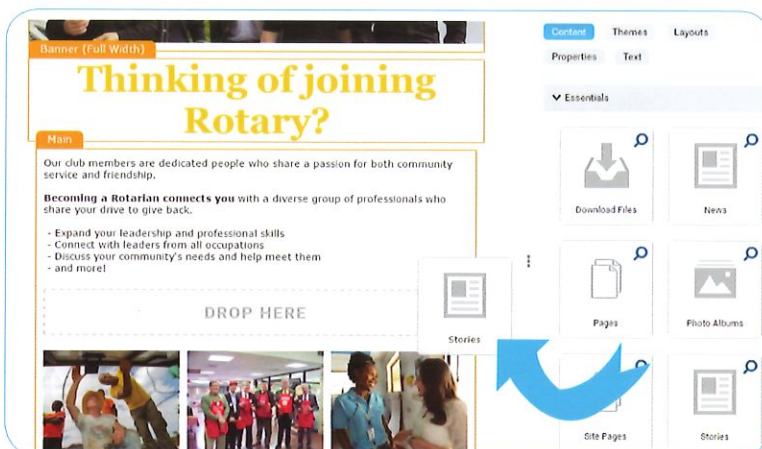 Banner (Full Width)
Thinking of joining
Rotary?
Main
Our club members are dedicated people who share a passion for both community
service and friendship.
Becoming a Rotarian connects you with a diverse group of professionals who
share your drive to give back.
- Expand your leadership and professional skills
- Connect with leaders from all occupations
- Discuss your community's needs and help meet them
- and more!
DROP HERE
Stories
Content Themes Layouts
Properties Text
Essentials
Download Files News
Pages Photo Albums
Site Pages Stories